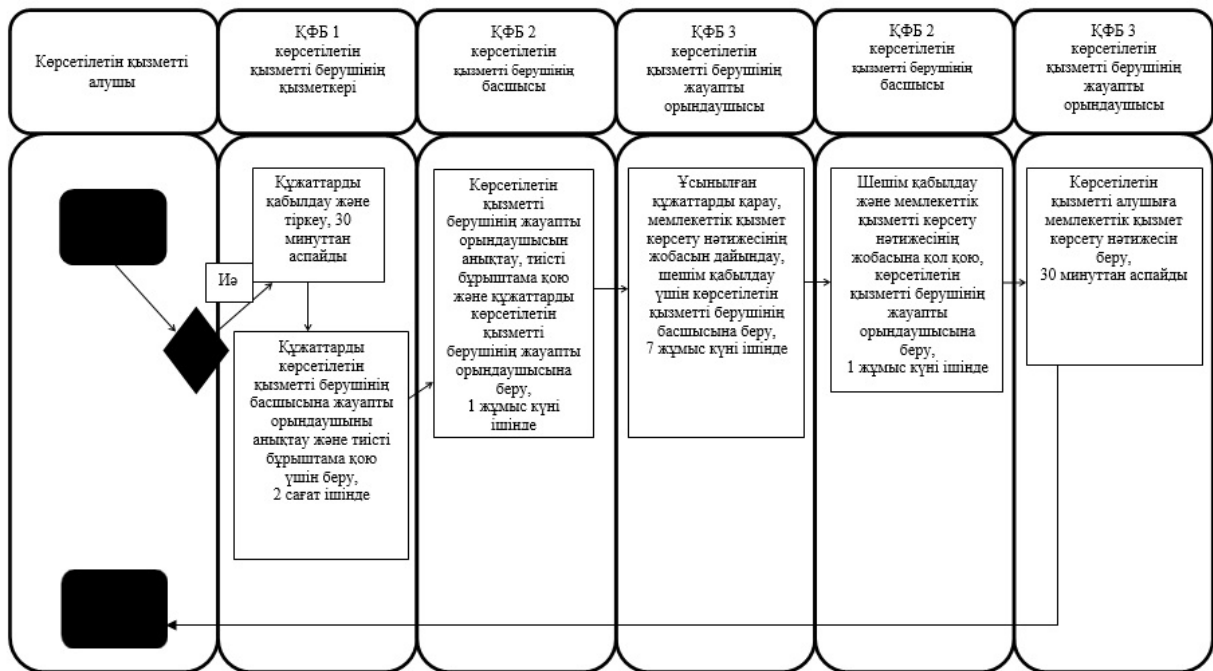 Көрсетілетін қызметті
алушы
ҚФБ 1
көрсетілетін
қызметті берушінің
қызметкері
ҚФБ 2
көрсетілетін
қызметті берушінің
басшысы
ҚФБ 3
көрсетілетін
қызметті берушінің
жауапты
орындаушысы
ҚФБ 2
көрсетілетін
қызметті берушінің
басшысы
ҚФБ 3
көрсетілетін
қызметті берушінің
жауапты
орындаушысы
Иә
Құжаттарды
қабылдау және
тіркеу, 30
минуттан
аспайды
Құжаттарды
көрсетілетін
қызметті берушінің
басшысына жауапты
орындаушыны
анықтау және тиісті
бұрыштама қою
үшін беру,
2 сағат ішінде
Көрсетілетін
қызметті
берушінің жауапты
орындаушысын
анықтау, тиісті
бұрыштама қою
және құжаттарды
көрсетілетін
қызметті
берушінің жауапты
орындаушысына
беру,
1 жұмыс күні
ішінде
Ұсынылған
құжаттарды қарау,
мемлекеттік қызмет
көрсету нәтижесінің
жобасын дайындау,
шешім қабылдау
үшін көрсетілетін
қызметті берушінің
басшысына беру,
7 жұмыс күні ішінде
Шешім қабылдау
және мемлекеттік
қызметті көрсету
нәтижесінің
жобасына қол қою,
көрсетілетін
қызметті берушінің
жауапты
орындаушысына
беру,
1 жұмыс күні ішінде
Көрсетілетін
қызметті алушыға
мемлекеттік қызмет
көрсету нәтижесін
беру,
30 минуттан аспайды